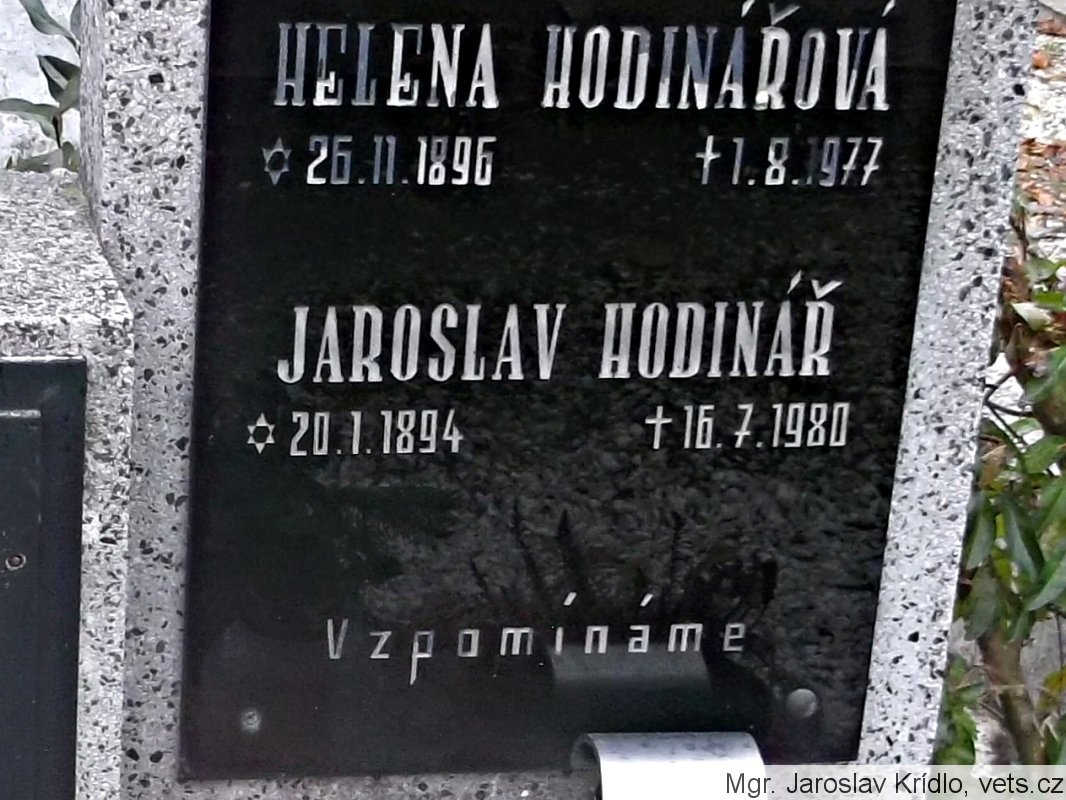 HELENA HODINÁŘOVÁ
✡ 26.11.1896 †1.8.1977
JAROSLAV HODINÁŘ
✡ 20.1.1894 †16.7.1980
Vzpomínáme
Mgr. Jaroslav Krídlo, vets.cz